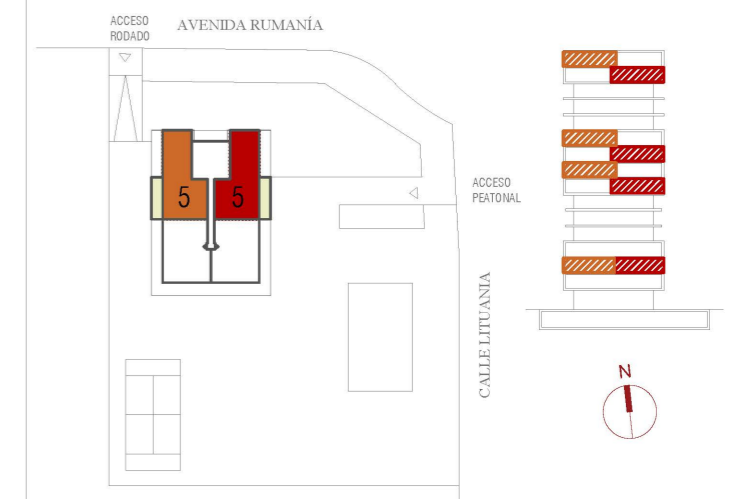 ACCESO
RODADO
AVENIDA RUMANÍA
5
5
ACCESO
PEATONAL
CALLE LITUANIA
N